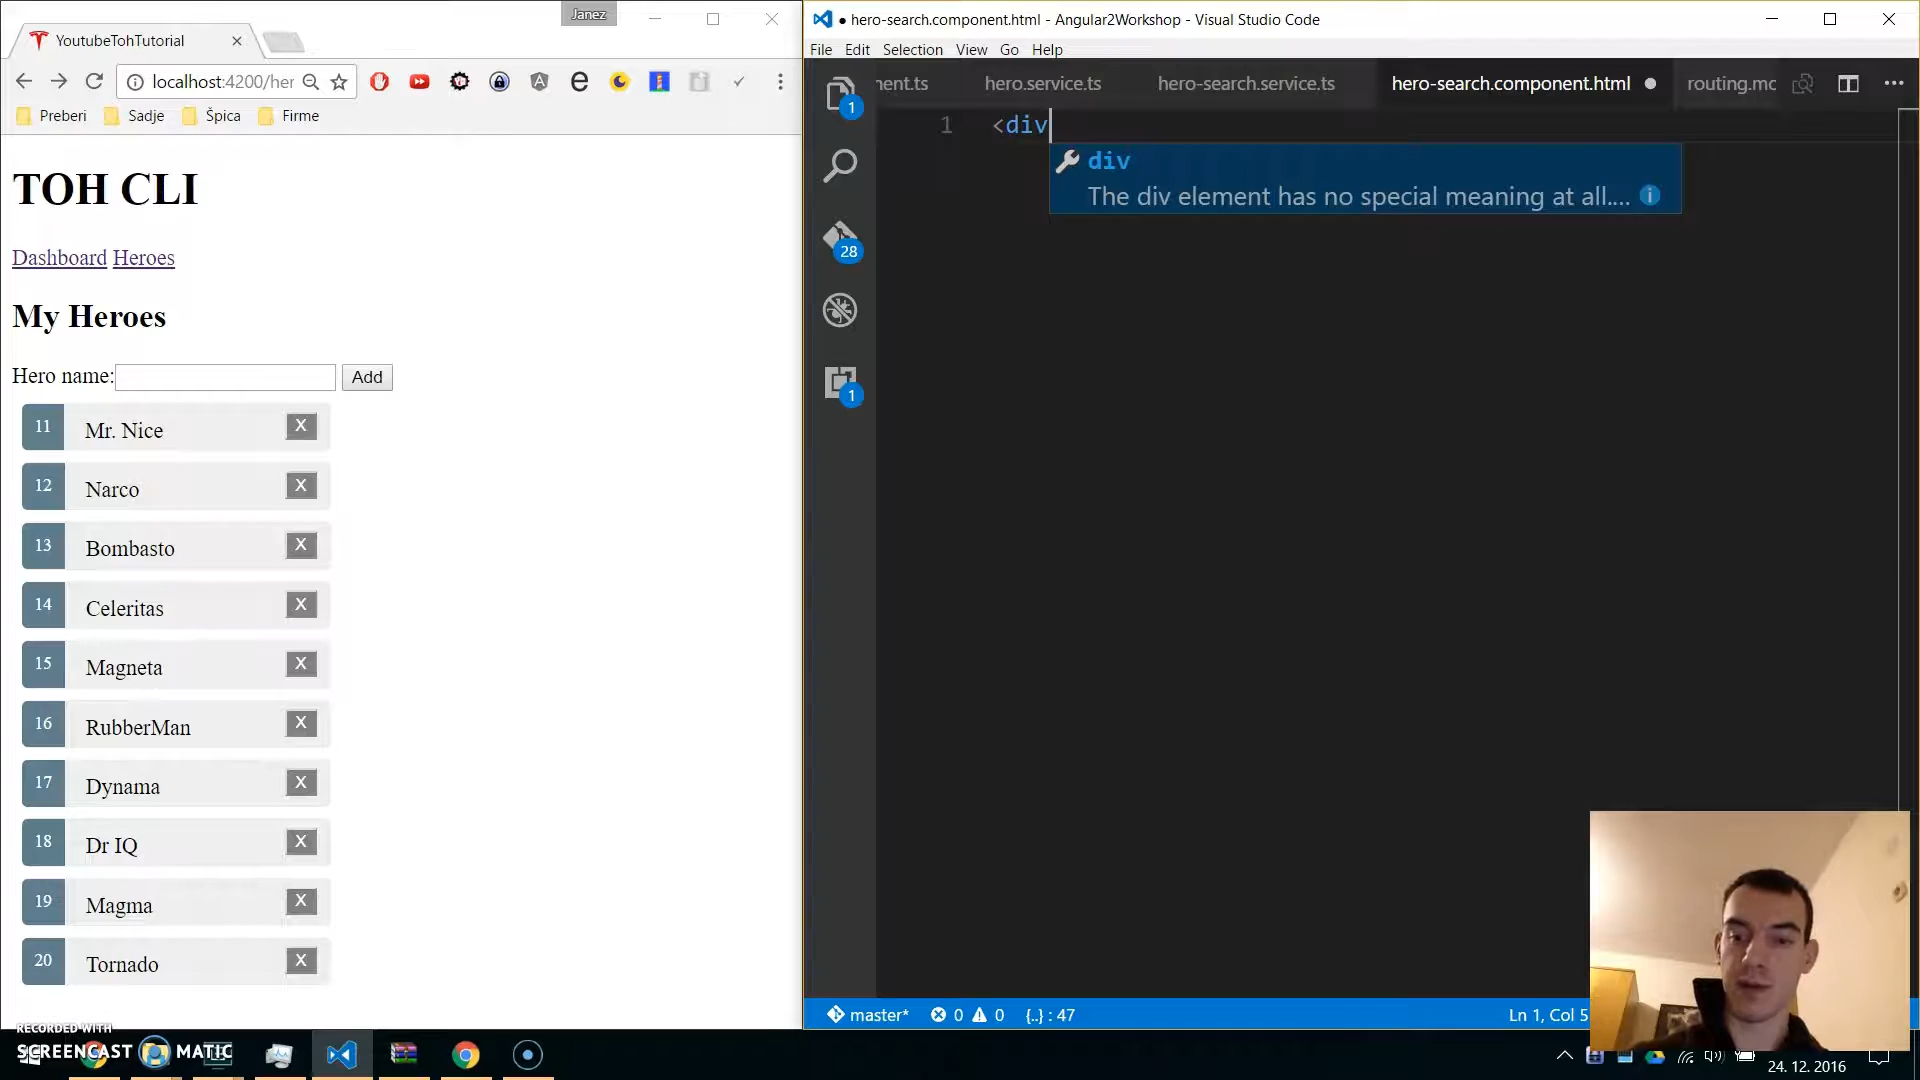 Janez
YoutubeTohTutorial
localhost:4200/her
Preberi
Sadje
Špica
Firme
TOH CLI
Dashboard Heroes
My Heroes
Hero name:
Add
11 Mr. Nice X
12 Narco X
13 Bombasto X
14 Celeritas X
15 Magneta X
16 RubberMan X
17 Dynama X
18 Dr IQ X
19 Magma X
20 Tornado X
● hero-search.component.html - Angular2Workshop - Visual Studio Code
File Edit Selection View Go Help
nent.ts hero.service.ts hero-search.service.ts hero-search.component.html routing.mc
1
28
1
1 <div
div
The div element has no special meaning at all....
master* 0 0 {..} : 47
Ln 1, Col 5
RECORDED WITH
SCREENCAST MATIC
24. 12. 2016